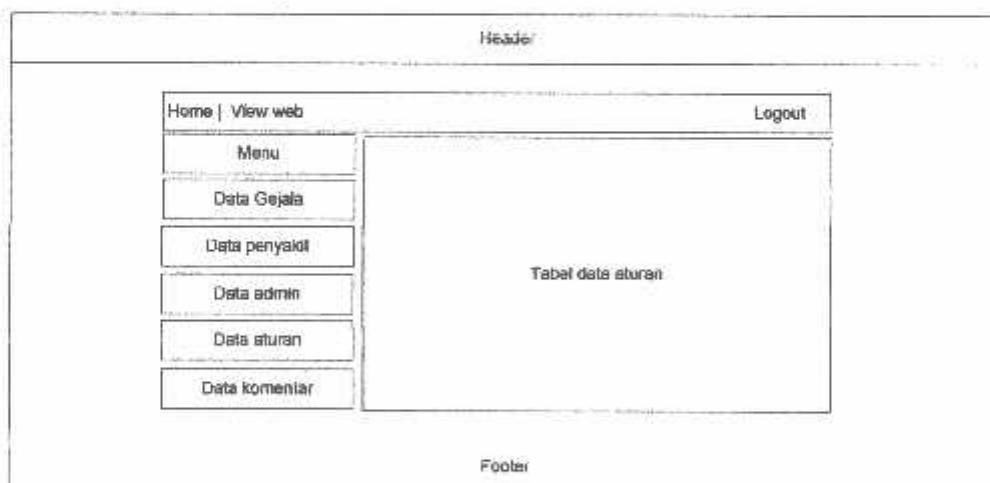 Header
Home | View web Logout
Menu
Data Gejala
Data penyakit
Data admin
Data aturan
Data komentar
Tabel data aturan
Footer